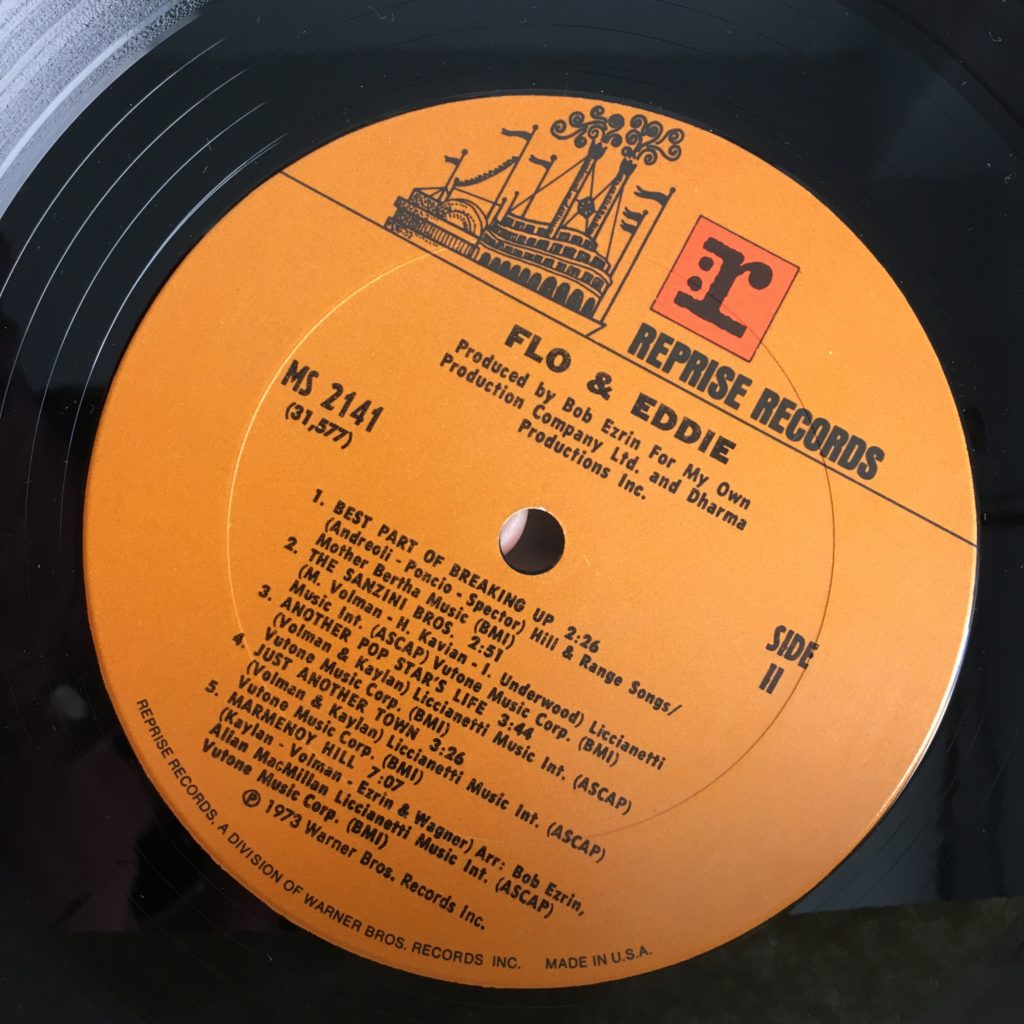 r:
REPRISE RECORDS
FLO & EDDIE
Produced by Bob Ezrin For My Own
Production Company Ltd. and Dharma
Productions Inc.
MS 2141
(31,577)
SIDE
II
1. BEST PART OF BREAKING UP 2:26
(Andreoli - Poncio - Spector) Hill & Range Songs/
Mother Bertha Music (BMI)
2. THE SANZINI BROS. 2:51
(M. Volman - H. Kavian - I. Underwood) Liccianetti
Music Int. (ASCAP) Vutone Music Corp. (BMI)
3. ANOTHER POP STAR'S LIFE 3:44
(Volman & Kaylan) Liccianetti Music Int. (ASCAP)
Vutone Music Corp. (BMI)
4. JUST ANOTHER TOWN 3:26
(Volman & Kaylan) Liccianetti Music Int. (ASCAP)
Vutone Music Corp. (BMI)
5. MARMENOY HILL 7:07
(Kaylan - Volman - Ezrin & Wagner) Arr: Bob Ezrin,
Allan MacMillan Liccianetti Music Int. (ASCAP)
Vutone Music Corp. (BMI)
℗ 1973 Warner Bros. Records Inc.
REPRISE RECORDS, A DIVISION OF WARNER BROS. RECORDS INC. MADE IN U.S.A.